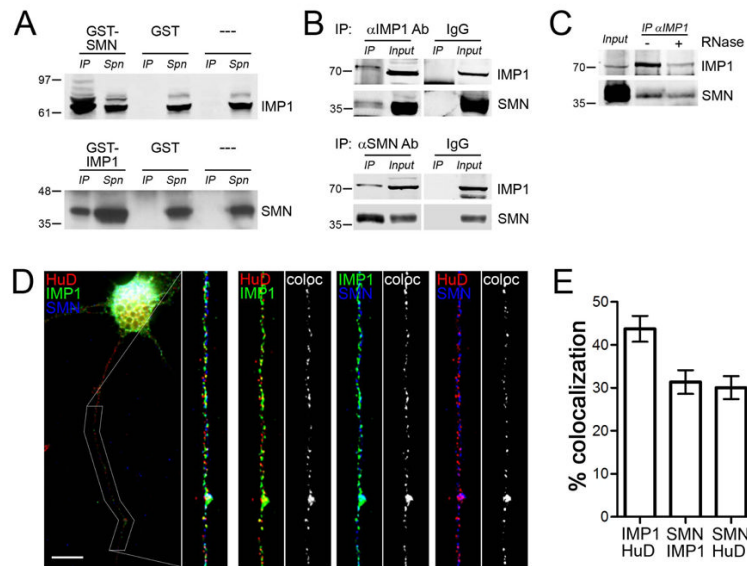 A
GST-SMN GST ---
IP Spn IP Spn IP Spn
97
61
IMP1
GST-IMP1 GST ---
IP Spn IP Spn IP Spn
48
35
SMN
B
IP: αIMP1 Ab IgG
IP Input IP Input
70
IMP1
35
SMN
IP: αSMN Ab IgG
IP Input IP Input
70
IMP1
35
SMN
C
Input IP αIMP1
- + RNase
70
IMP1
35
SMN
D
HuD
IMP1
SMN
HuD
IMP1
coloc
IMP1
SMN
coloc
HuD
SMN
coloc
E
% colocalization
50
40
30
20
10
0
IMP1 HuD
SMN IMP1
SMN HuD